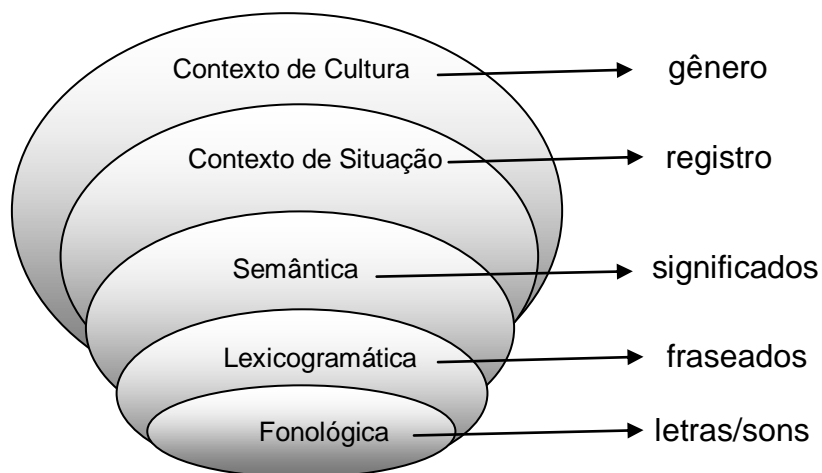 Contexto de Cultura gênero
Contexto de Situação registro
Semântica significados
Lexicogramática fraseados
Fonológica letras/sons